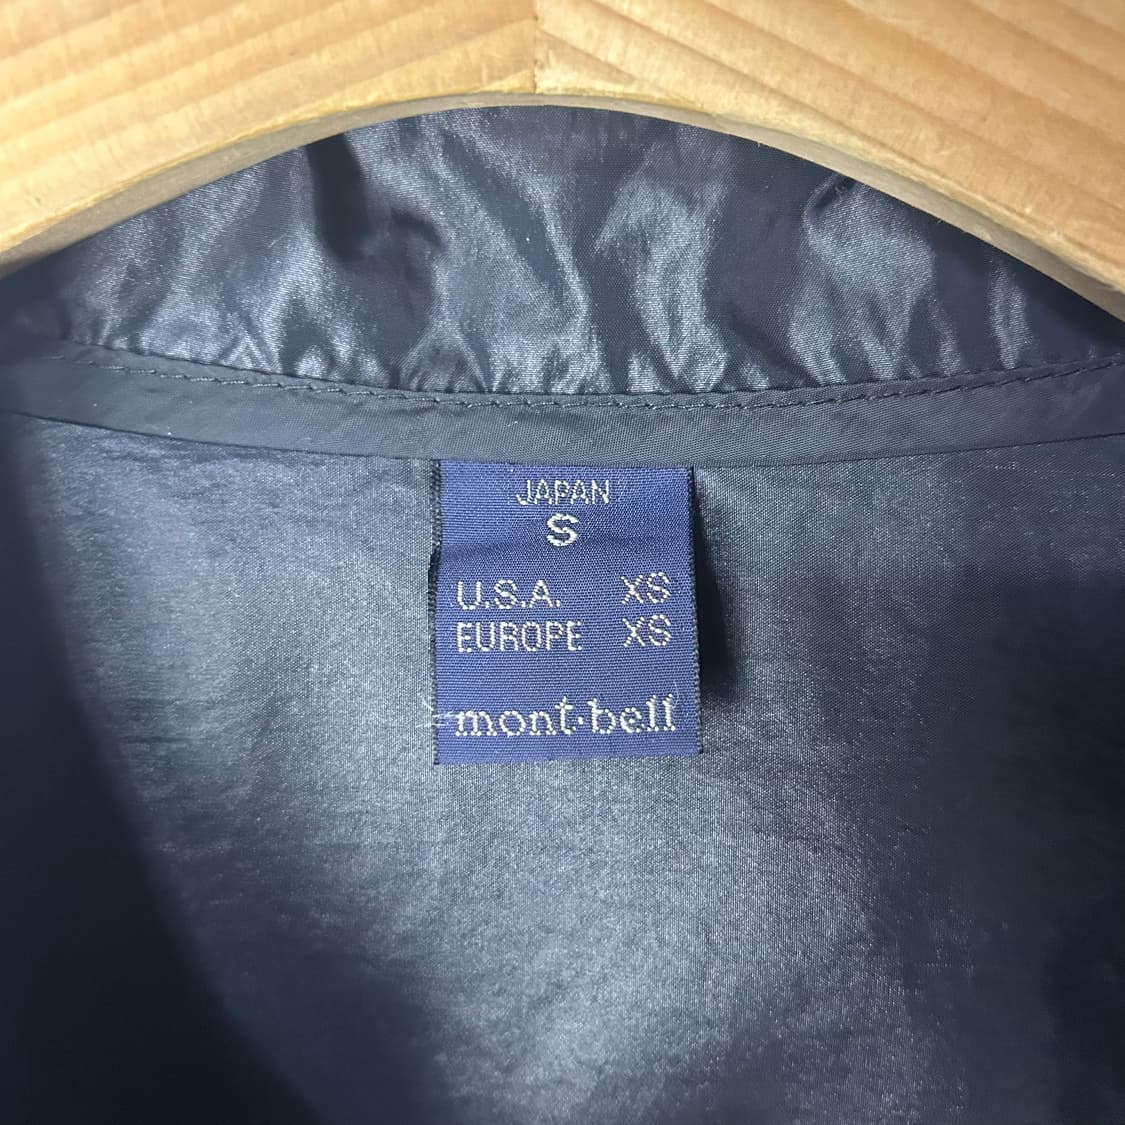 JAPAN
S
U.S.A. XS
EUROPE XS
mont·bell